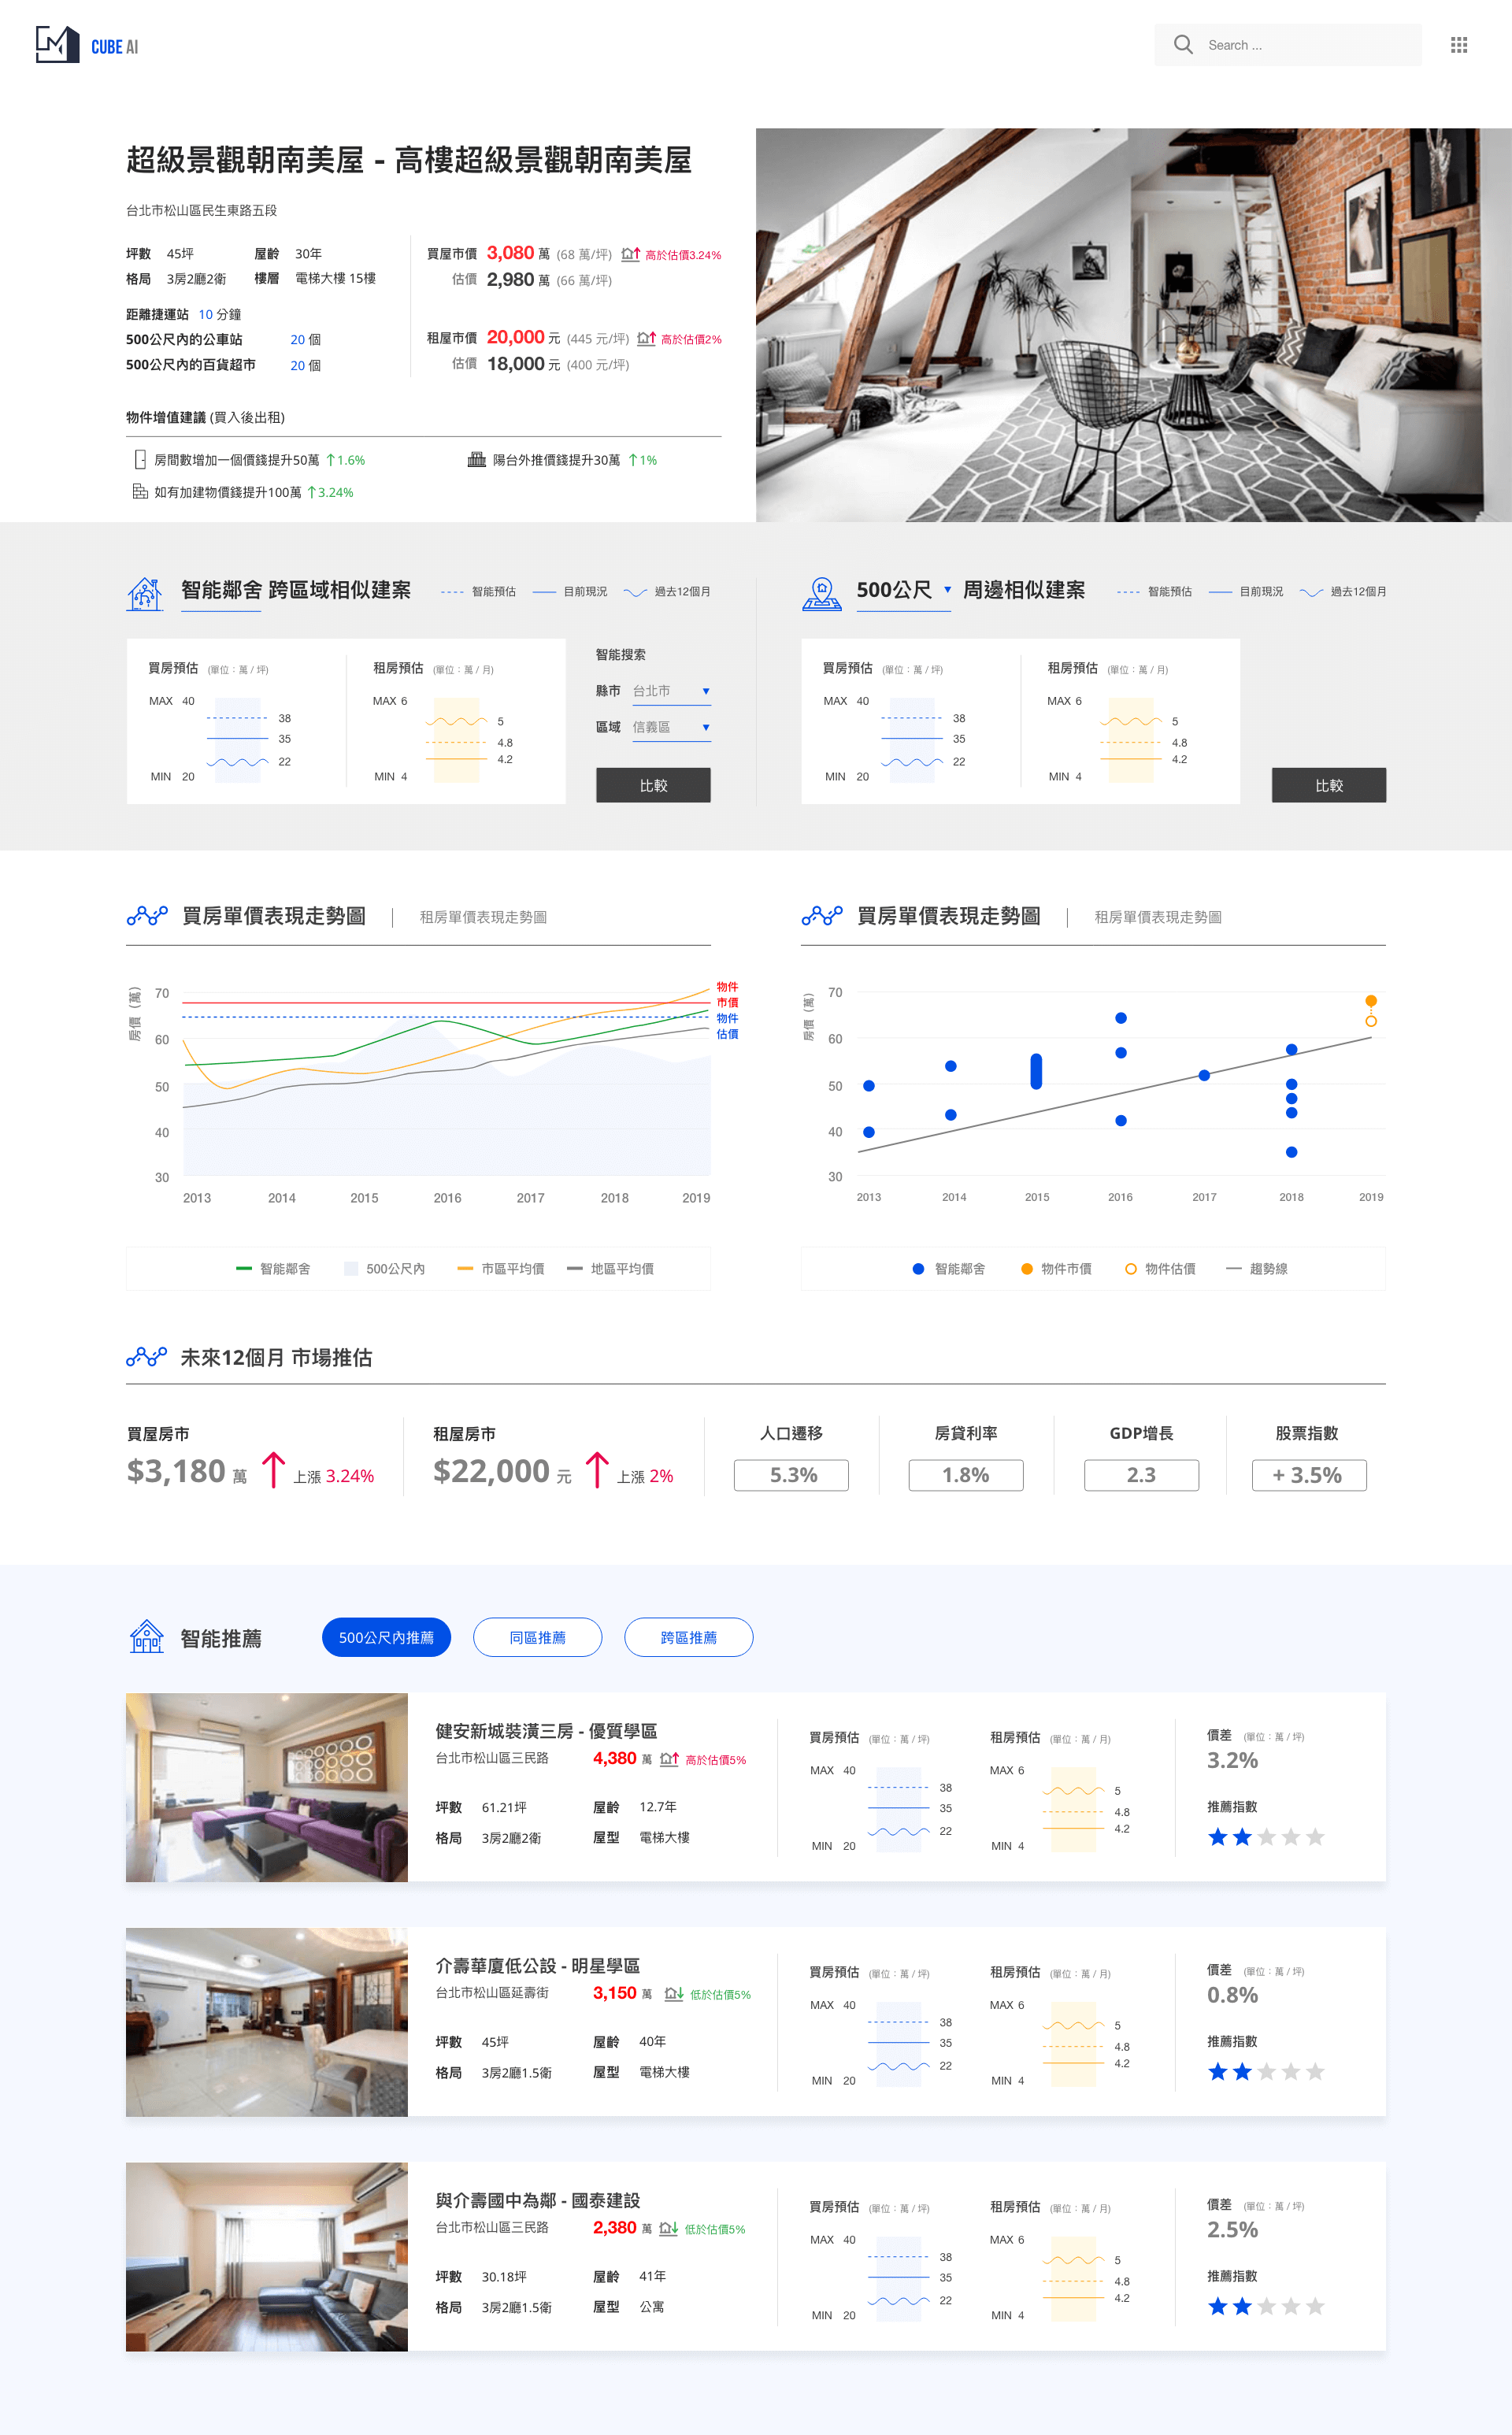 CUBE AI
Search ...
超級景觀朝南美屋 - 高樓超級景觀朝南美屋
台北市松山區民生東路五段
坪數 45坪 屋齡 30年
格局 3房2廳2衛 樓層 電梯大樓 15樓
距離捷運站 10 分鐘
500公尺內的公車站 20 個
500公尺內的百貨超市 20 個
買屋市價 3,080 萬 (68 萬/坪) 高於估價3.24%
估價 2,980 萬 (66 萬/坪)
租屋市價 20,000 元 (445 元/坪) 高於估價2%
估價 18,000 元 (400 元/坪)
物件增值建議 (買入後出租)
房間數增加一個價錢提升50萬 ↑1.6%
陽台外推價錢提升30萬 ↑1%
如有加建物價錢提升100萬 ↑3.24%
智能鄰舍 跨區域相似建案 智能預估 目前現況 過去12個月
買房預估 (單位：萬 / 坪)
MAX 40
38
35
22
MIN 20
租房預估 (單位：萬 / 月)
MAX 6
5
4.8
4.2
MIN 4
智能搜索
縣市 台北市 ▼
區域 信義區 ▼
比較
500公尺 ▼ 周邊相似建案 智能預估 目前現況 過去12個月
買房預估 (單位：萬 / 坪)
MAX 40
38
35
22
MIN 20
租房預估 (單位：萬 / 月)
MAX 6
5
4.8
4.2
MIN 4
比較
買房單價表現走勢圖 | 租房單價表現走勢圖
房價 (萬)
70
60
50
40
30
物件
市價
物件
估價
2013 2014 2015 2016 2017 2018 2019
智能鄰舍 500公尺內 市區平均價 地區平均價
買房單價表現走勢圖 | 租房單價表現走勢圖
房價 (萬)
70
60
50
40
30
2013 2014 2015 2016 2017 2018 2019
智能鄰舍 物件市價 物件估價 趨勢線
未來12個月 市場推估
買屋房市
$3,180 萬 上漲 3.24%
租屋房市
$22,000 元 上漲 2%
人口遷移
5.3%
房貸利率
1.8%
GDP增長
2.3
股票指數
+ 3.5%
智能推薦 500公尺內推薦 同區推薦 跨區推薦
健安新城裝潢三房 - 優質學區
台北市松山區三民路 4,380 萬 高於估價5%
坪數 61.21坪 屋齡 12.7年
格局 3房2廳2衛 屋型 電梯大樓
買房預估 (單位：萬 / 坪)
MAX 40
38
35
22
MIN 20
租房預估 (單位：萬 / 月)
MAX 6
5
4.8
4.2
MIN 4
價差 (單位：萬 / 坪)
3.2%
推薦指數
介壽華廈低公設 - 明星學區
台北市松山區延壽街 3,150 萬 低於估價5%
坪數 45坪 屋齡 40年
格局 3房2廳1.5衛 屋型 電梯大樓
買房預估 (單位：萬 / 坪)
MAX 40
38
35
22
MIN 20
租房預估 (單位：萬 / 月)
MAX 6
5
4.8
4.2
MIN 4
價差 (單位：萬 / 坪)
0.8%
推薦指數
與介壽國中為鄰 - 國泰建設
台北市松山區三民路 2,380 萬 低於估價5%
坪數 30.18坪 屋齡 41年
格局 3房2廳1.5衛 屋型 公寓
買房預估 (單位：萬 / 坪)
MAX 40
38
35
22
MIN 20
租房預估 (單位：萬 / 月)
MAX 6
5
4.8
4.2
MIN 4
價差 (單位：萬 / 坪)
2.5%
推薦指數